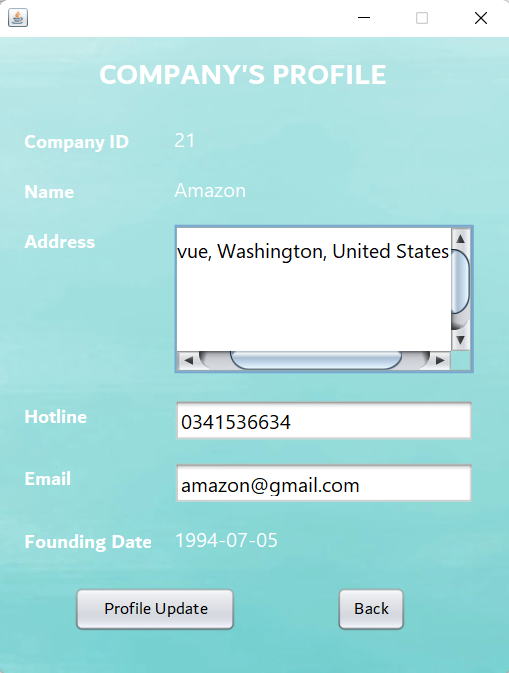 COMPANY'S PROFILE
Company ID 21
Name Amazon
Address vue, Washington, United States
Hotline 0341536634
Email amazon@gmail.com
Founding Date 1994-07-05
Profile Update Back